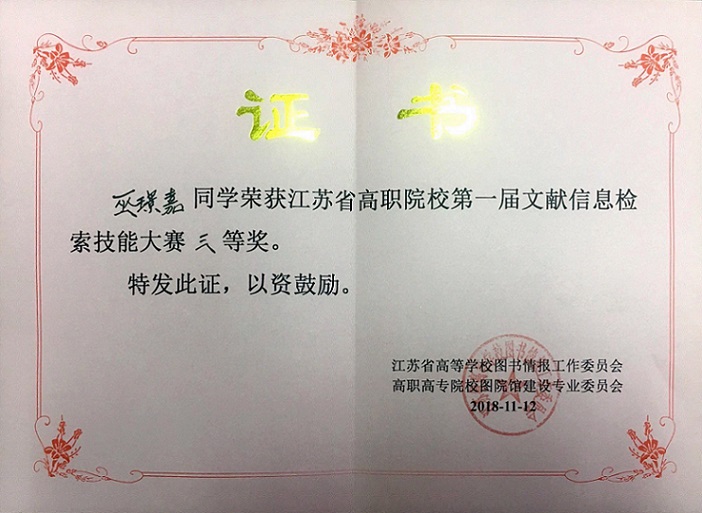 证 书
巫璟嘉 同学荣获江苏省高职院校第一届文献信息检
索技能大赛 三 等奖。
特发此证，以资鼓励。
江苏省高等学校图书情报工作委员会
高职高专院校图院馆建设专业委员会
2018-11-12